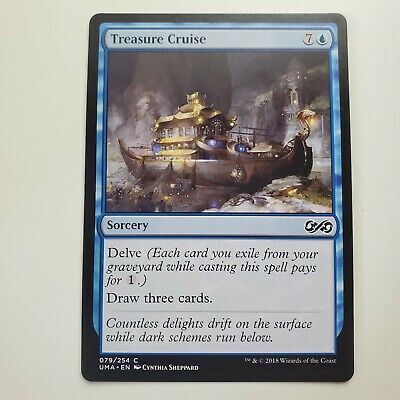 Treasure Cruise 7
Sorcery
Delve (Each card you exile from your
graveyard while casting this spell pays
for 1.)
Draw three cards.
Countless delights drift on the surface
while dark schemes run below.
079/254 C
UMA • EN Cynthia Sheppard
™ & © 2018 Wizards of the Coast